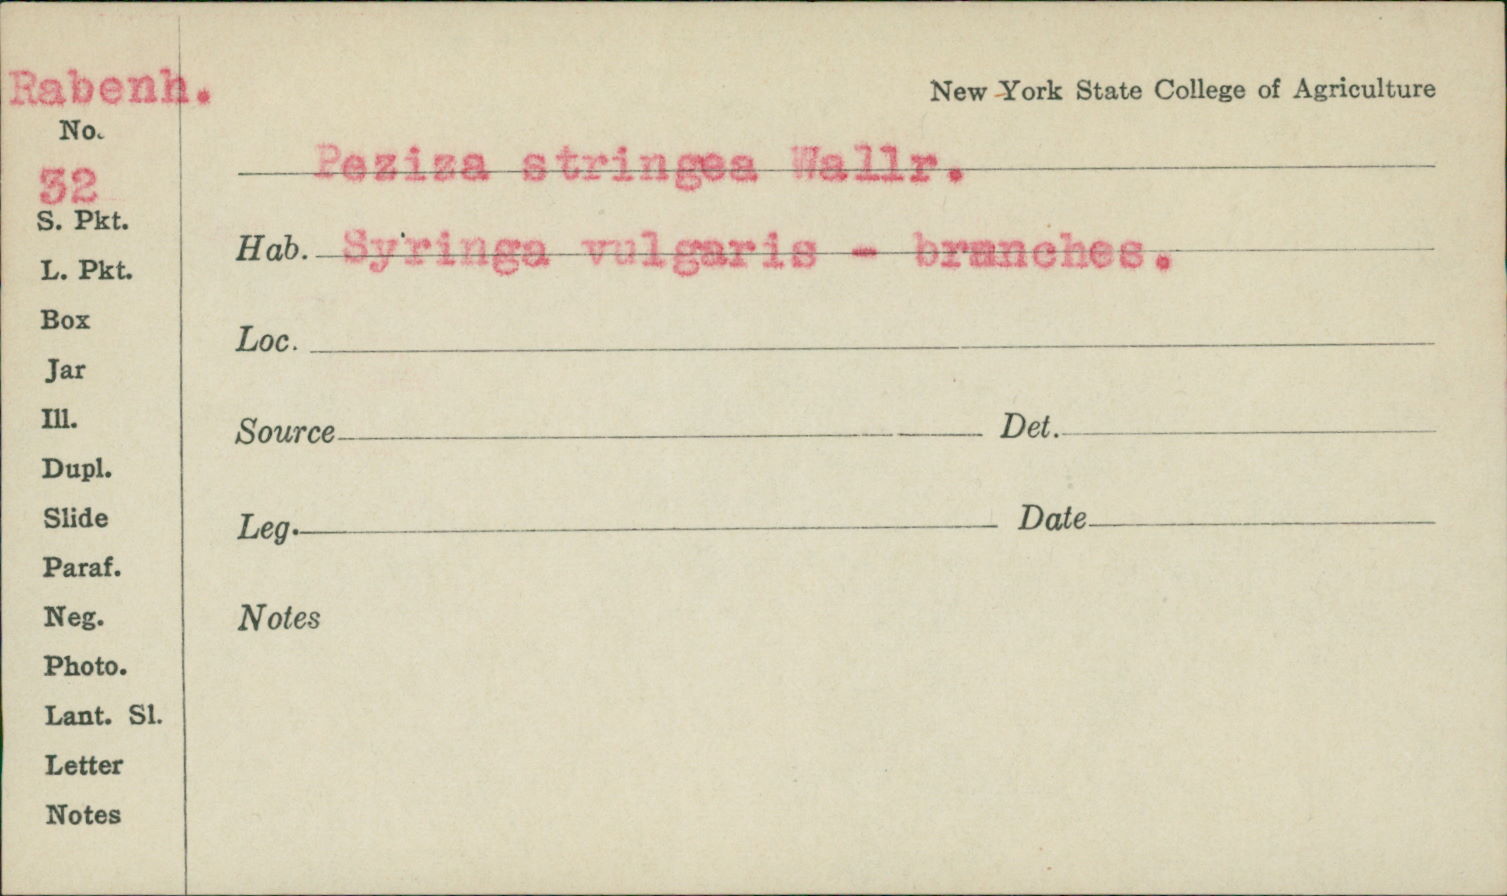 Rabenh.
New York State College of Agriculture
No.
32
Peziza stringea Wallr.
S. Pkt.
Hab. Syringa vulgaris - branches.
L. Pkt.
Box
Loc.
Jar
Ill.
Source Det.
Dupl.
Slide
Leg. Date
Paraf.
Neg.
Notes
Photo.
Lant. Sl.
Letter
Notes